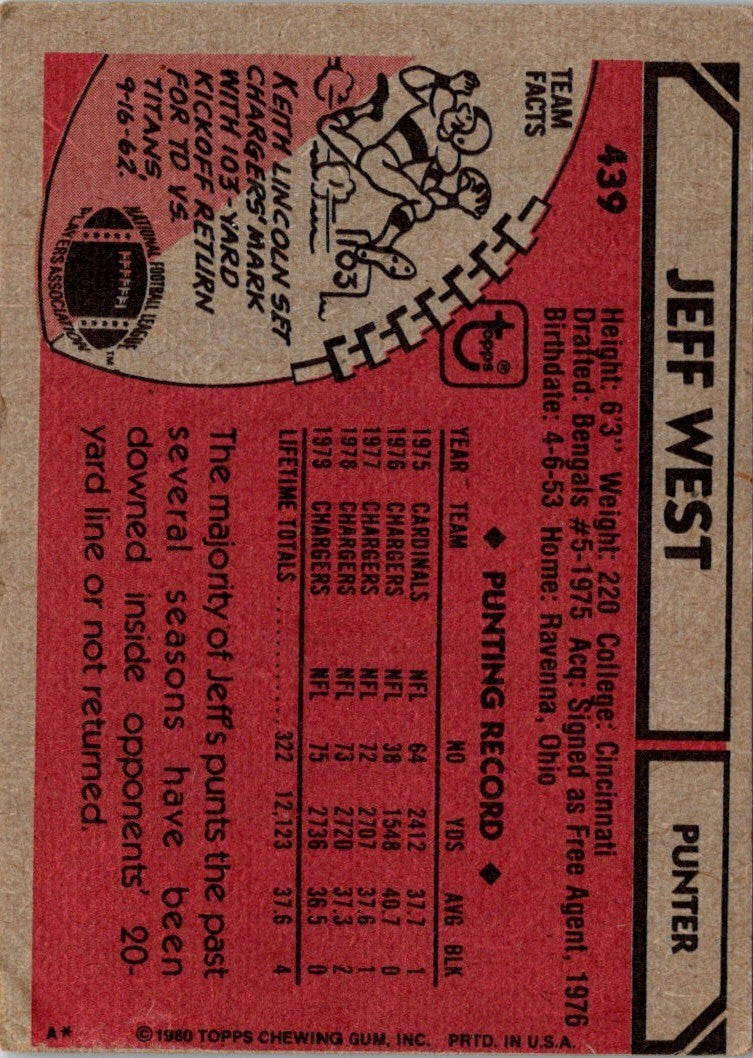 JEFF WEST
PUNTER
439
Height: 6'3" Weight: 220 College: Cincinnati
Drafted: Bengals #5-1975 Acq: Signed as Free Agent, 1976
Birthdate: 4-6-53 Home: Ravenna, Ohio
TEAM
FACTS
103
KEITH LINCOLN SET
CHARGERS' MARK
WITH 103-YARD
KICKOFF RETURN
FOR TD VS.
TITANS
9-16-62.
NATIONAL FOOTBALL LEAGUE
PLAYERS ASSOCIATION
TM
topps®
◆ PUNTING RECORD ◆
YEAR TEAM NO YDS AVG BLK
1975 CARDINALS NFL 64 2412 37.7 1
1976 CHARGERS NFL 38 1548 40.7 0
1977 CHARGERS NFL 72 2707 37.6 1
1978 CHARGERS NFL 73 2720 37.3 2
1979 CHARGERS NFL 75 2736 36.5 0
LIFETIME TOTALS .......... 322 12,123 37.6 4
The majority of Jeff's punts the past
several seasons have been
downed inside opponents' 20-
yard line or not returned.
A* ©1980 TOPPS CHEWING GUM, INC. PRTD. IN U.S.A.